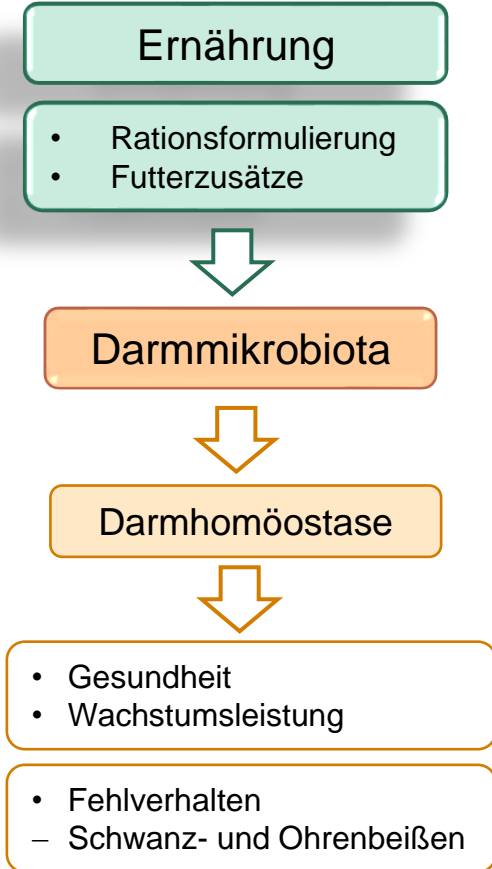 Ernährung
• Rationsformulierung
• Futterzusätze
Darmmikrobiota
Darmhomöostase
• Gesundheit
• Wachstumsleistung
• Fehlverhalten
– Schwanz- und Ohrenbeißen